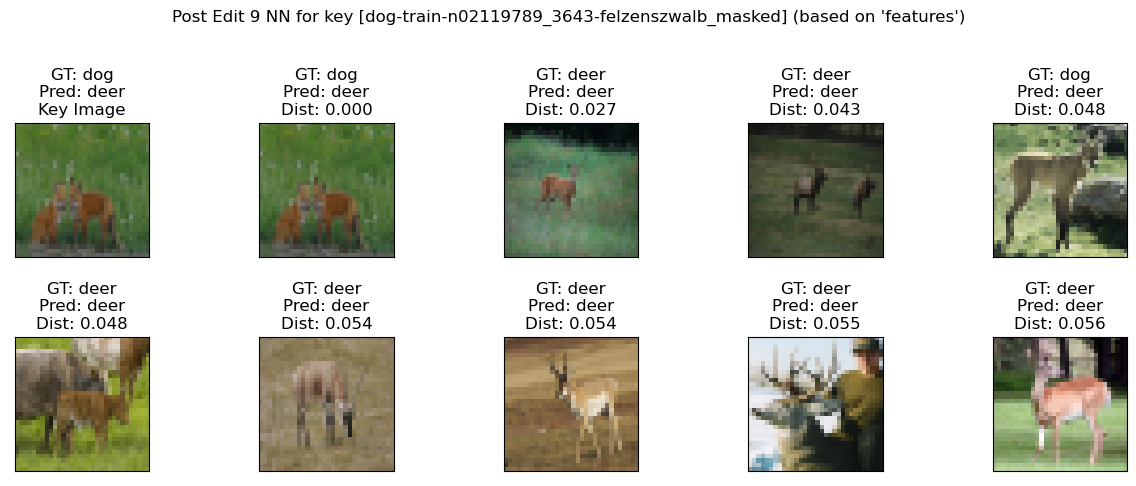 Post Edit 9 NN for key [dog-train-n02119789_3643-felzenszwalb_masked] (based on 'features')
GT: dog
Pred: deer
Key Image
GT: dog
Pred: deer
Dist: 0.000
GT: deer
Pred: deer
Dist: 0.027
GT: deer
Pred: deer
Dist: 0.043
GT: dog
Pred: deer
Dist: 0.048
GT: deer
Pred: deer
Dist: 0.048
GT: deer
Pred: deer
Dist: 0.054
GT: deer
Pred: deer
Dist: 0.054
GT: deer
Pred: deer
Dist: 0.055
GT: deer
Pred: deer
Dist: 0.056